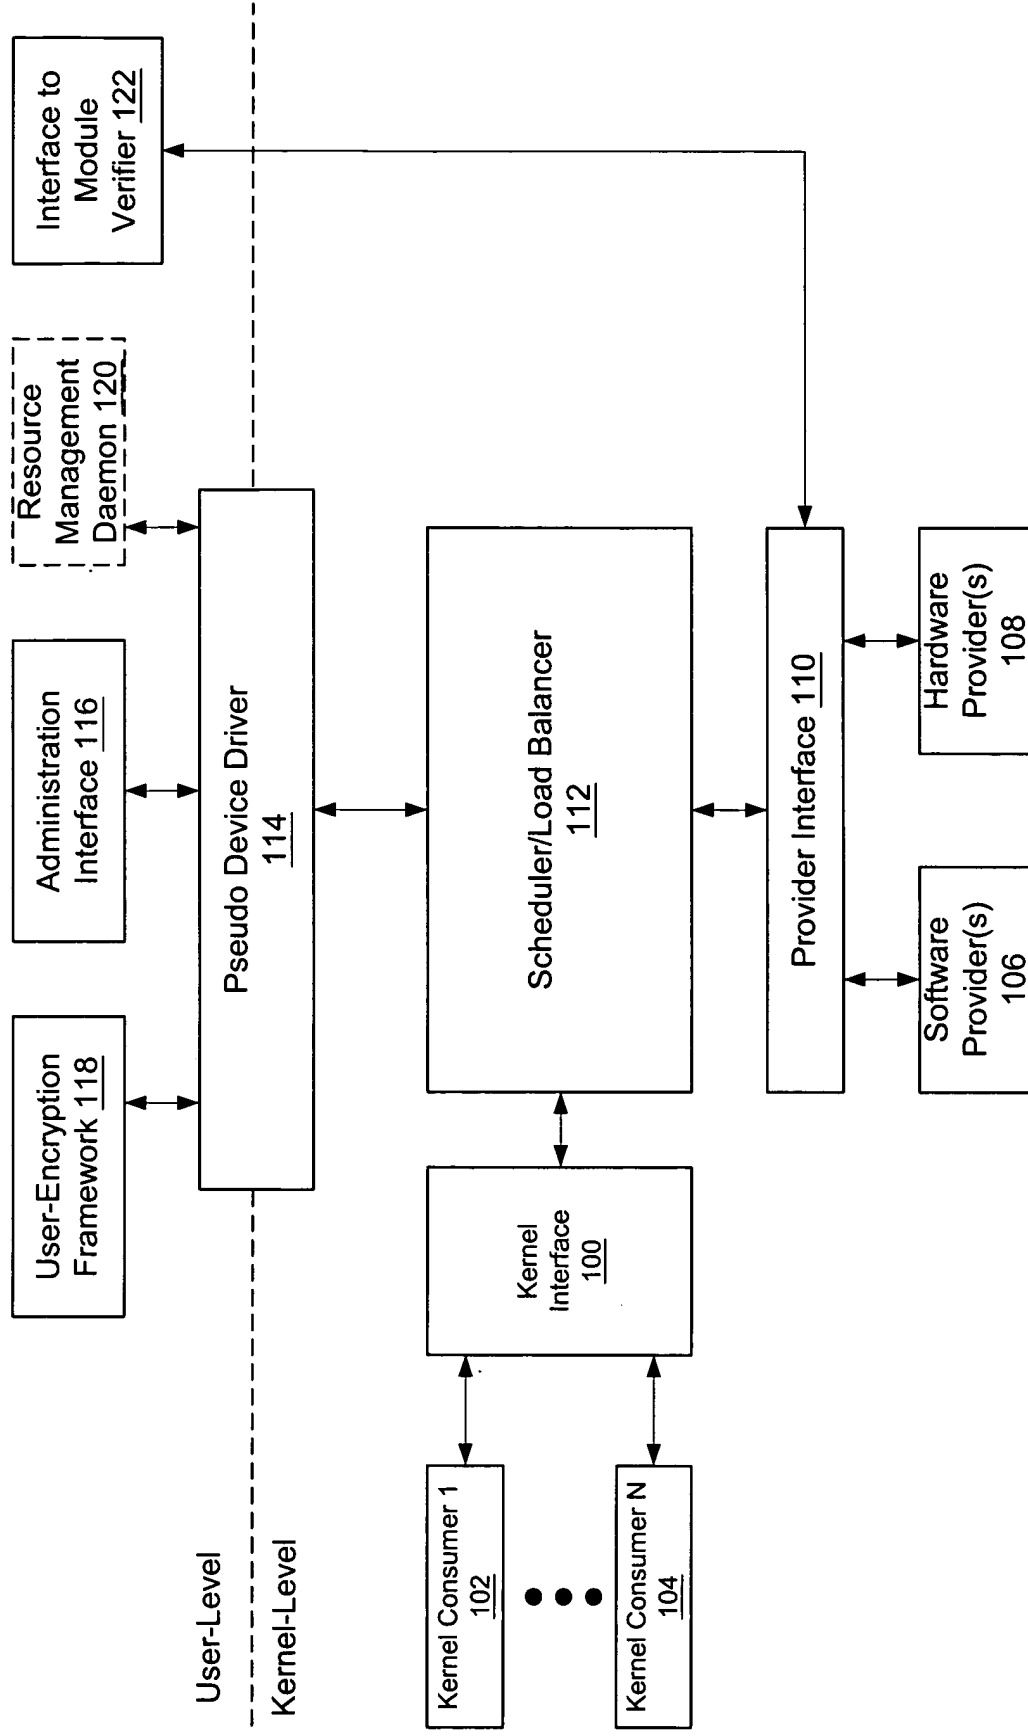 User-Encryption
Framework 118
Administration
Interface 116
Resource
Management
Daemon 120
Interface to
Module
Verifier 122
User-Level
Kernel-Level
Pseudo Device Driver
114
Kernel Consumer 1
102
Kernel Consumer N
104
Kernel
Interface
100
Scheduler/Load Balancer
112
Provider Interface 110
Software
Provider(s)
106
Hardware
Provider(s)
108